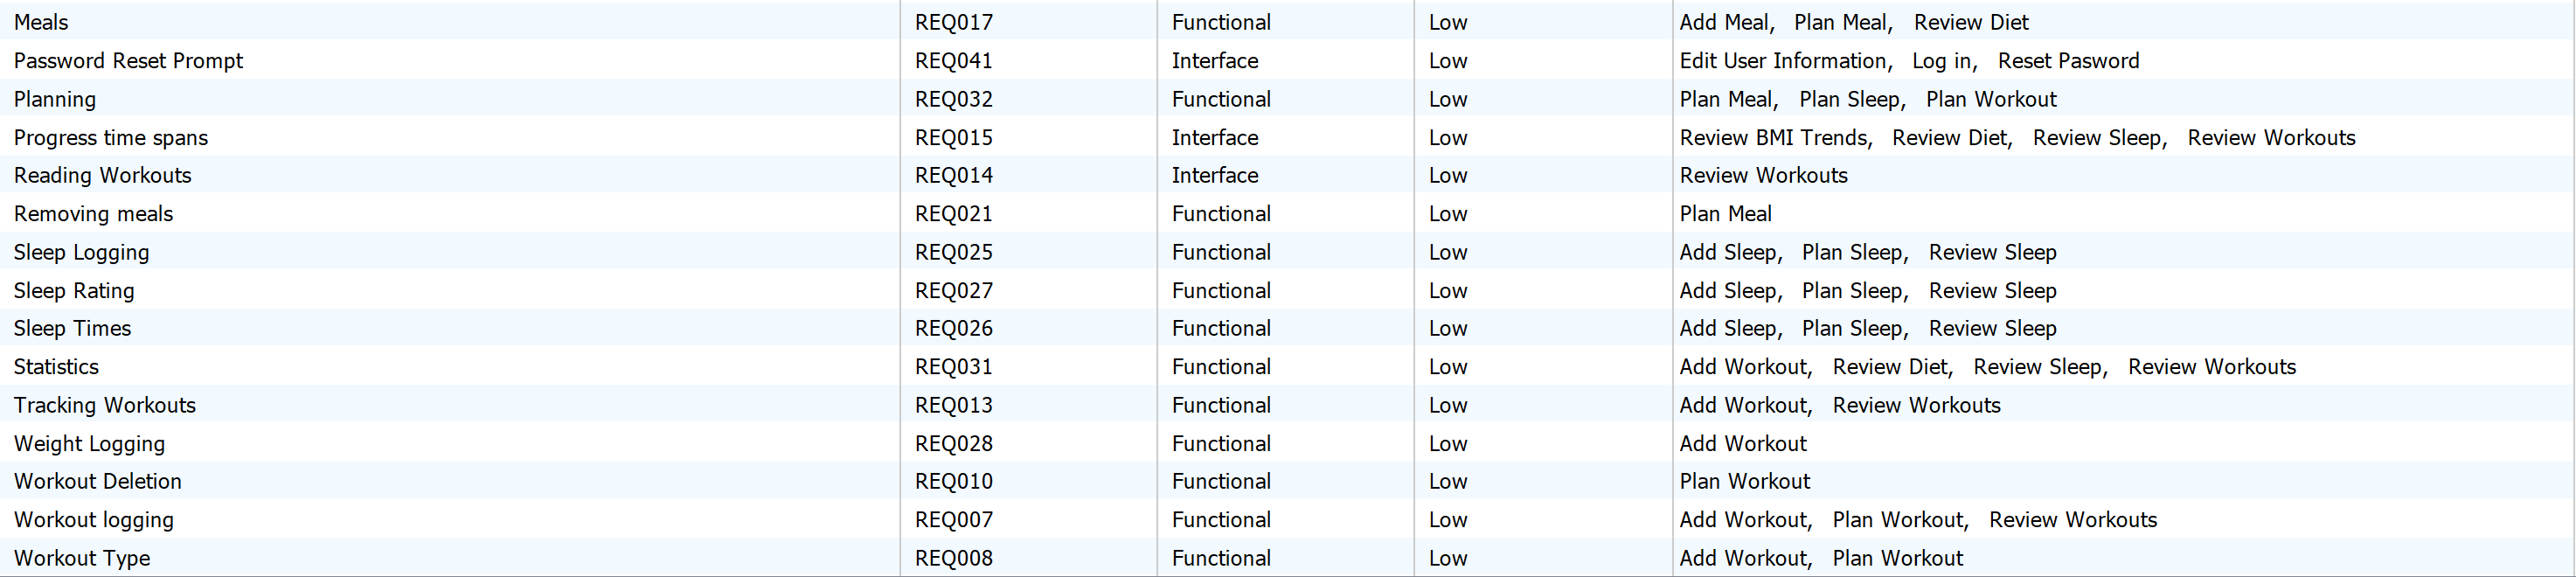 Meals REQ017 Functional Low Add Meal, Plan Meal, Review Diet
Password Reset Prompt REQ041 Interface Low Edit User Information, Log in, Reset Pasword
Planning REQ032 Functional Low Plan Meal, Plan Sleep, Plan Workout
Progress time spans REQ015 Interface Low Review BMI Trends, Review Diet, Review Sleep, Review Workouts
Reading Workouts REQ014 Interface Low Review Workouts
Removing meals REQ021 Functional Low Plan Meal
Sleep Logging REQ025 Functional Low Add Sleep, Plan Sleep, Review Sleep
Sleep Rating REQ027 Functional Low Add Sleep, Plan Sleep, Review Sleep
Sleep Times REQ026 Functional Low Add Sleep, Plan Sleep, Review Sleep
Statistics REQ031 Functional Low Add Workout, Review Diet, Review Sleep, Review Workouts
Tracking Workouts REQ013 Functional Low Add Workout, Review Workouts
Weight Logging REQ028 Functional Low Add Workout
Workout Deletion REQ010 Functional Low Plan Workout
Workout logging REQ007 Functional Low Add Workout, Plan Workout, Review Workouts
Workout Type REQ008 Functional Low Add Workout, Plan Workout